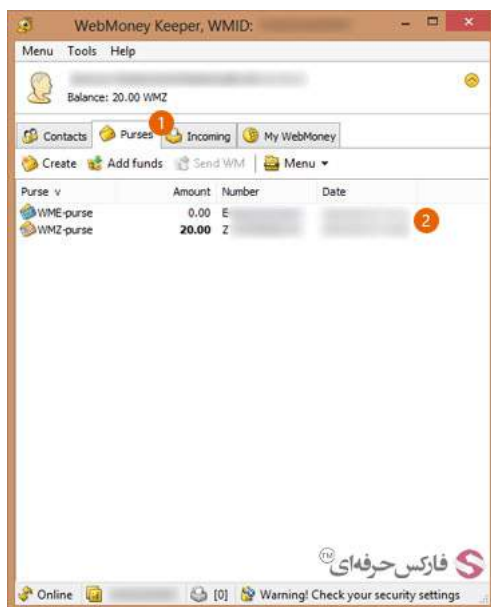 WebMoney Keeper, WMID:
Menu Tools Help
Balance: 20.00 WMZ
1
Contacts Purses Incoming My WebMoney
Create Add funds Send WM Menu
Purse v Amount Number Date
WME-purse 0.00 E
2
WMZ-purse 20.00 Z
فارکس حرفه‌ای TM
Online [0] Warning! Check your security settings